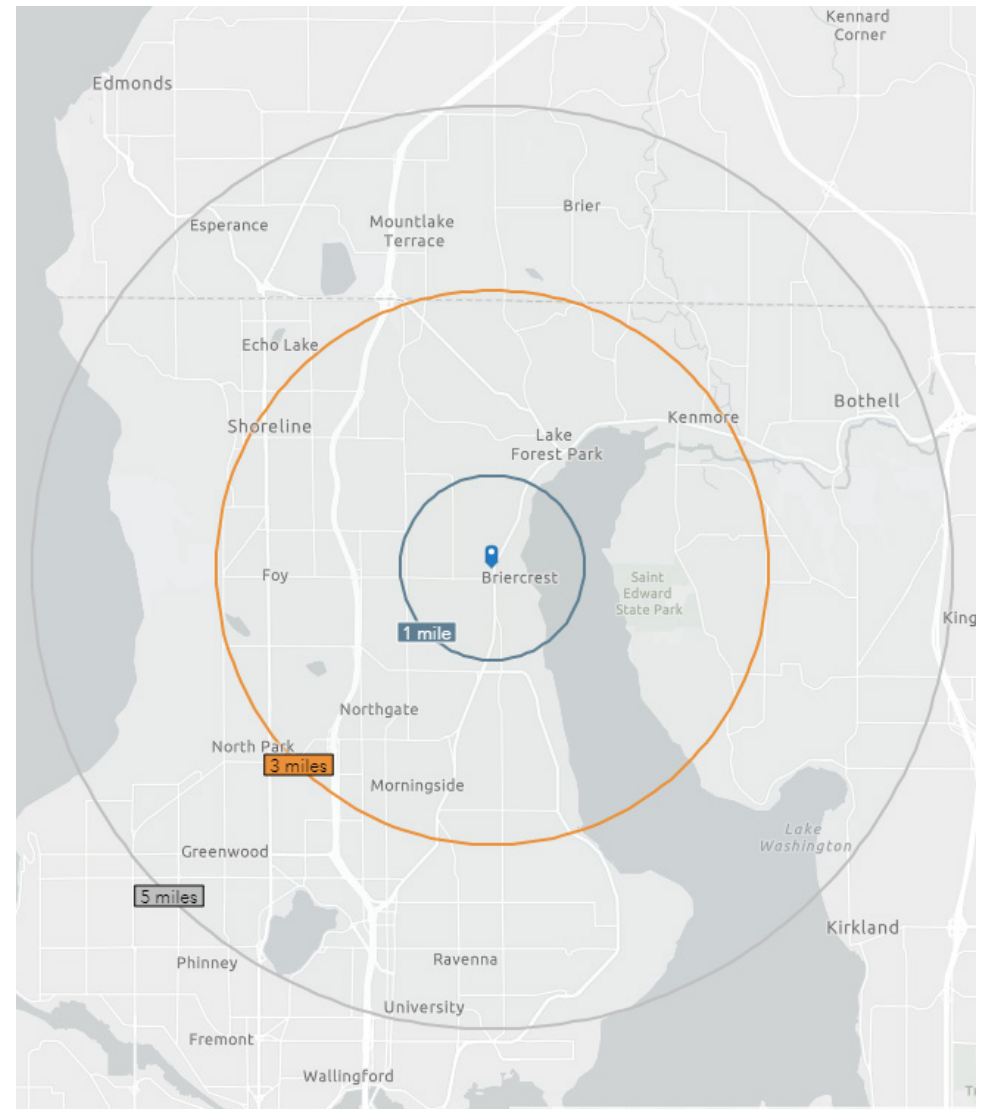 Kennard
Corner
Edmonds
Brier
Esperance
Mountlake
Terrace
Echo Lake
Bothell
Kenmore
Shoreline
Lake
Forest Park
Foy
Briercrest
Saint
Edward
State Park
King
1 mile
Northgate
North Park
3 miles
Morningside
Lake
Washington
Greenwood
5 miles
Kirkland
Phinney
Ravenna
University
Fremont
Wallingford